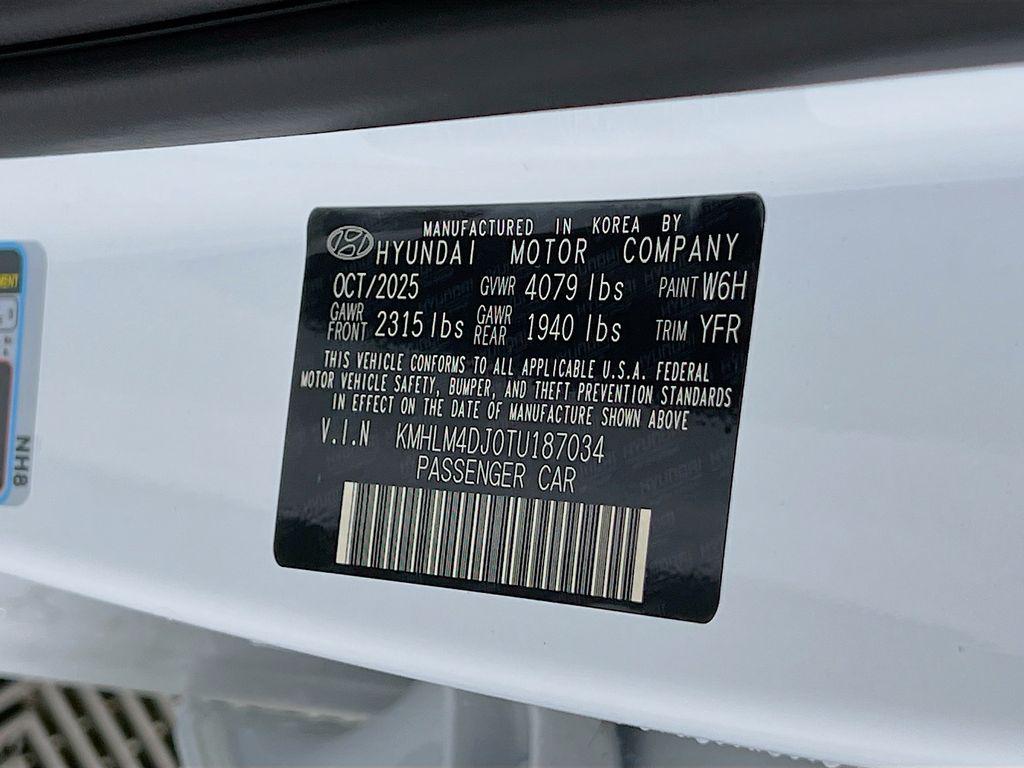 MANUFACTURED IN KOREA BY
HYUNDAI MOTOR COMPANY
OCT/2025 GVWR 4079 lbs PAINT W6H
GAWR FRONT 2315 lbs GAWR REAR 1940 lbs TRIM YFR
THIS VEHICLE CONFORMS TO ALL APPLICABLE U.S.A. FEDERAL
MOTOR VEHICLE SAFETY, BUMPER, AND THEFT PREVENTION STANDARDS
IN EFFECT ON THE DATE OF MANUFACTURE SHOWN ABOVE
V.I.N KMHLM4DJ0TU187034
PASSENGER CAR
NH8